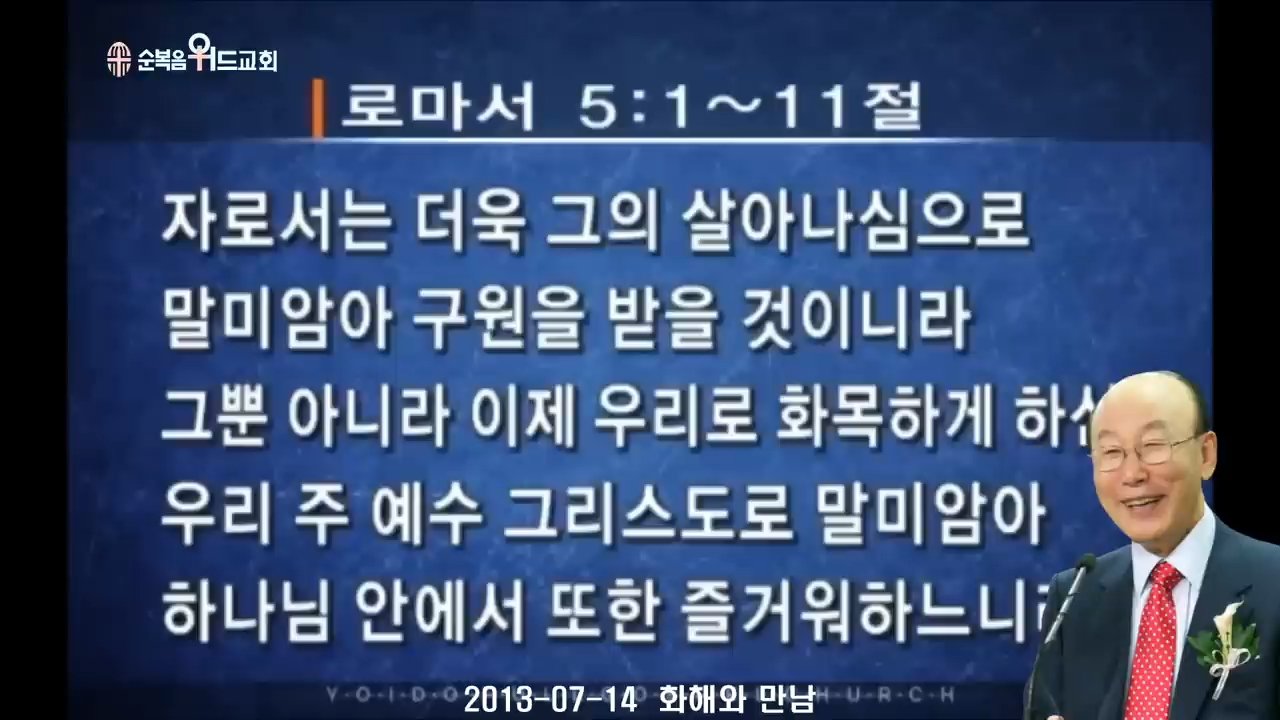 순복음워드교회
로마서 5:1~11절
자로서는 더욱 그의 살아나심으로
말미암아 구원을 받을 것이니라
그뿐 아니라 이제 우리로 화목하게
우리 주 예수 그리스도로 말미암아
하나님 안에서 또한 즐거워하느니라
2013-07-14 화해와 만남